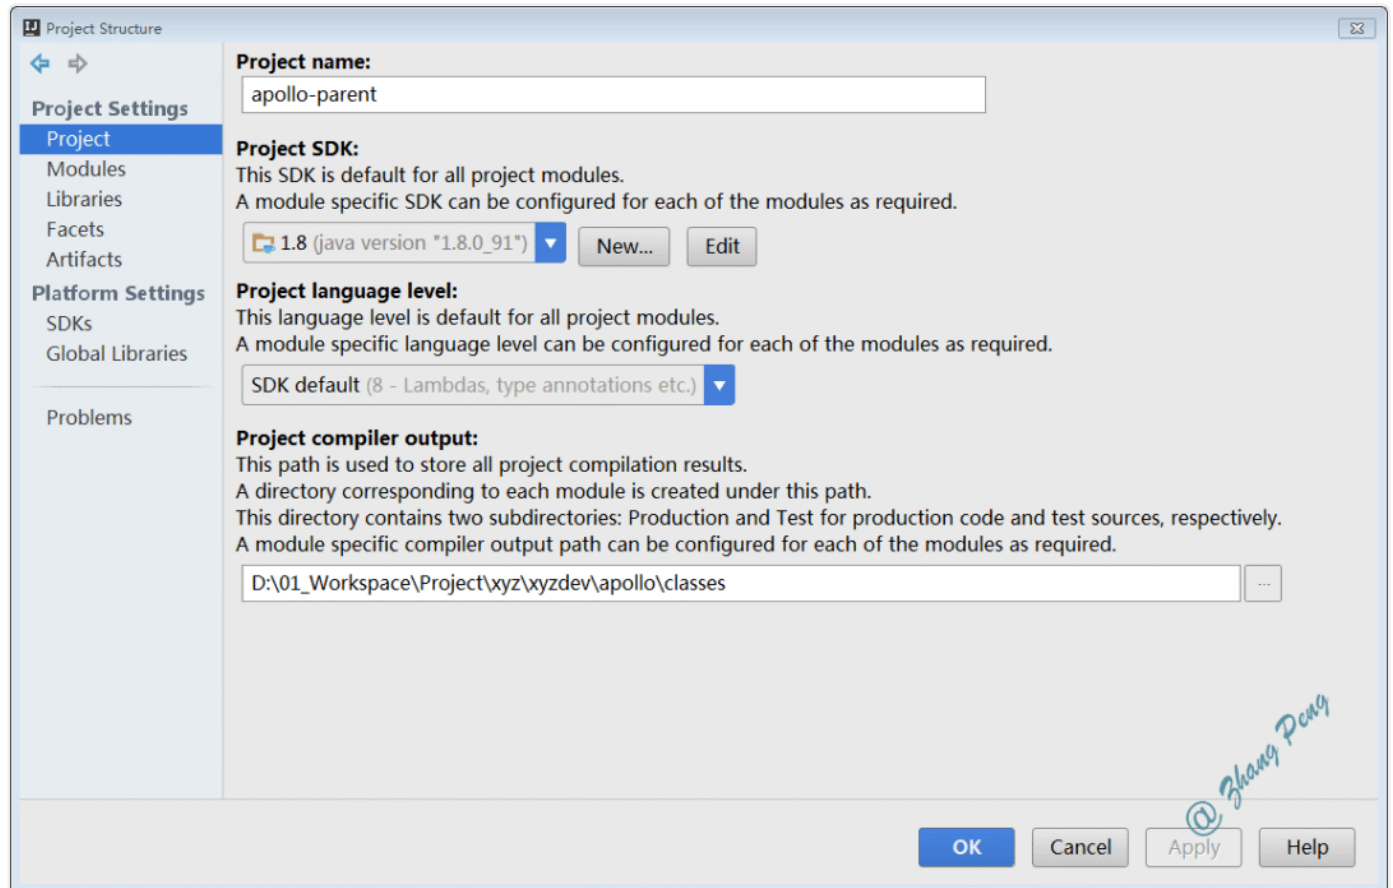 Project Structure
Project Settings
Project
Modules
Libraries
Facets
Artifacts
Platform Settings
SDKs
Global Libraries
Problems
Project name:
apollo-parent
Project SDK:
This SDK is default for all project modules.
A module specific SDK can be configured for each of the modules as required.
1.8 (java version "1.8.0_91") New... Edit
Project language level:
This language level is default for all project modules.
A module specific language level can be configured for each of the modules as required.
SDK default (8 - Lambdas, type annotations etc.)
Project compiler output:
This path is used to store all project compilation results.
A directory corresponding to each module is created under this path.
This directory contains two subdirectories: Production and Test for production code and test sources, respectively.
A module specific compiler output path can be configured for each of the modules as required.
D:\01_Workspace\Project\xyz\xyzdev\apollo\classes ...
@ Zhang Peng
OK Cancel Apply Help